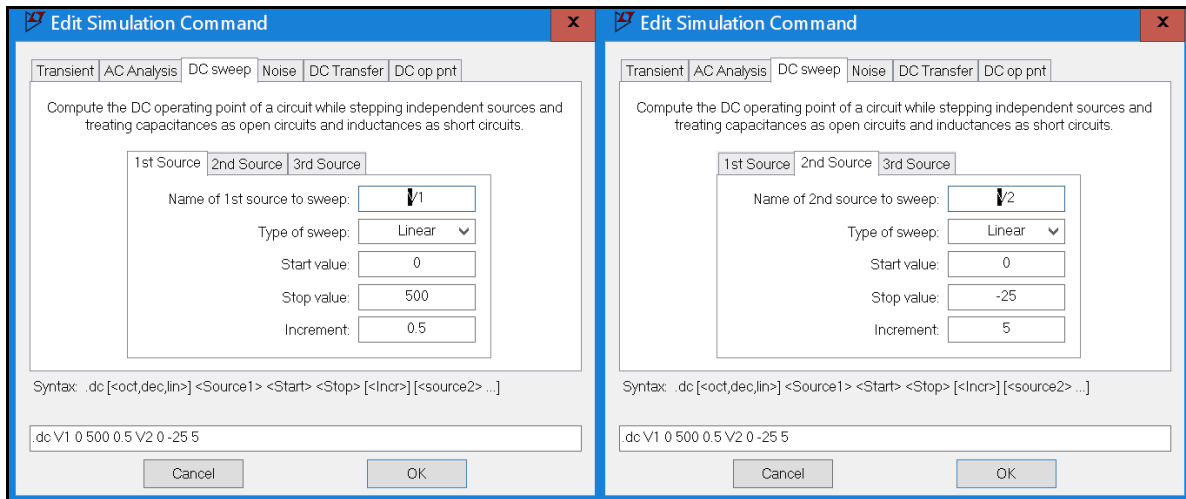 Edit Simulation Command x
Transient AC Analysis DC sweep Noise DC Transfer DC op pnt
Compute the DC operating point of a circuit while stepping independent sources and
treating capacitances as open circuits and inductances as short circuits.
1st Source 2nd Source 3rd Source
Name of 1st source to sweep: V1
Type of sweep: Linear
Start value: 0
Stop value: 500
Increment: 0.5
Syntax: .dc [<oct,dec,lin>] <Source1> <Start> <Stop> [<Incr>] [<source2> ...]
.dc V1 0 500 0.5 V2 0 -25 5
Cancel OK
Edit Simulation Command x
Transient AC Analysis DC sweep Noise DC Transfer DC op pnt
Compute the DC operating point of a circuit while stepping independent sources and
treating capacitances as open circuits and inductances as short circuits.
1st Source 2nd Source 3rd Source
Name of 2nd source to sweep: V2
Type of sweep: Linear
Start value: 0
Stop value: -25
Increment: 5
Syntax: .dc [<oct,dec,lin>] <Source1> <Start> <Stop> [<Incr>] [<source2> ...]
.dc V1 0 500 0.5 V2 0 -25 5
Cancel OK